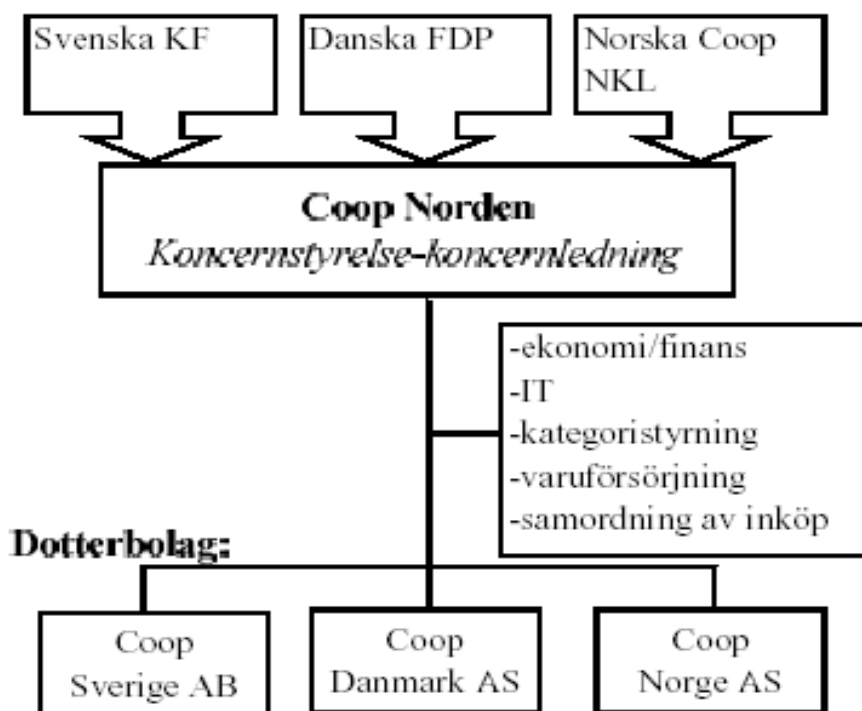 Svenska KF
Danska FDP
Norska Coop
NKL
Coop Norden
Koncernstyrelse-koncernledning
-ekonomi/finans
-IT
-kategoristyrning
-varuförsörjning
-samordning av inköp
Dotterbolag:
Coop
Sverige AB
Coop
Danmark AS
Coop
Norge AS